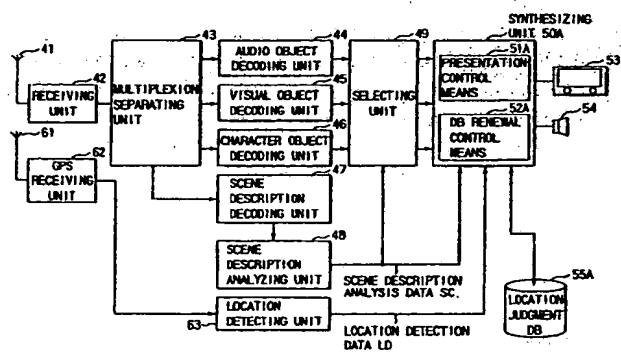 41
RECEIVING
UNIT
42
61
GPS
RECEIVING
UNIT
62
MULTIPLEXION
SEPARATING
UNIT
43
AUDIO OBJECT
DECODING UNIT
44
VISUAL OBJECT
DECODING UNIT
45
CHARACTER OBJECT
DECODING UNIT
46
SCENE
DESCRIPTION
DECODING UNIT
47
SCENE
DESCRIPTION
ANALYZING UNIT
48
LOCATION
DETECTING UNIT
63
SELECTING
UNIT
49
SYNTHESIZING
UNIT 50A
51A
PRESENTATION
CONTROL
MEANS
52A
DB RENEWAL
CONTROL
MEANS
53
54
SCENE DESCRIPTION
ANALYSIS DATA SC.
LOCATION DETECTION
DATA LD
55A
LOCATION
JUDGMENT
DB